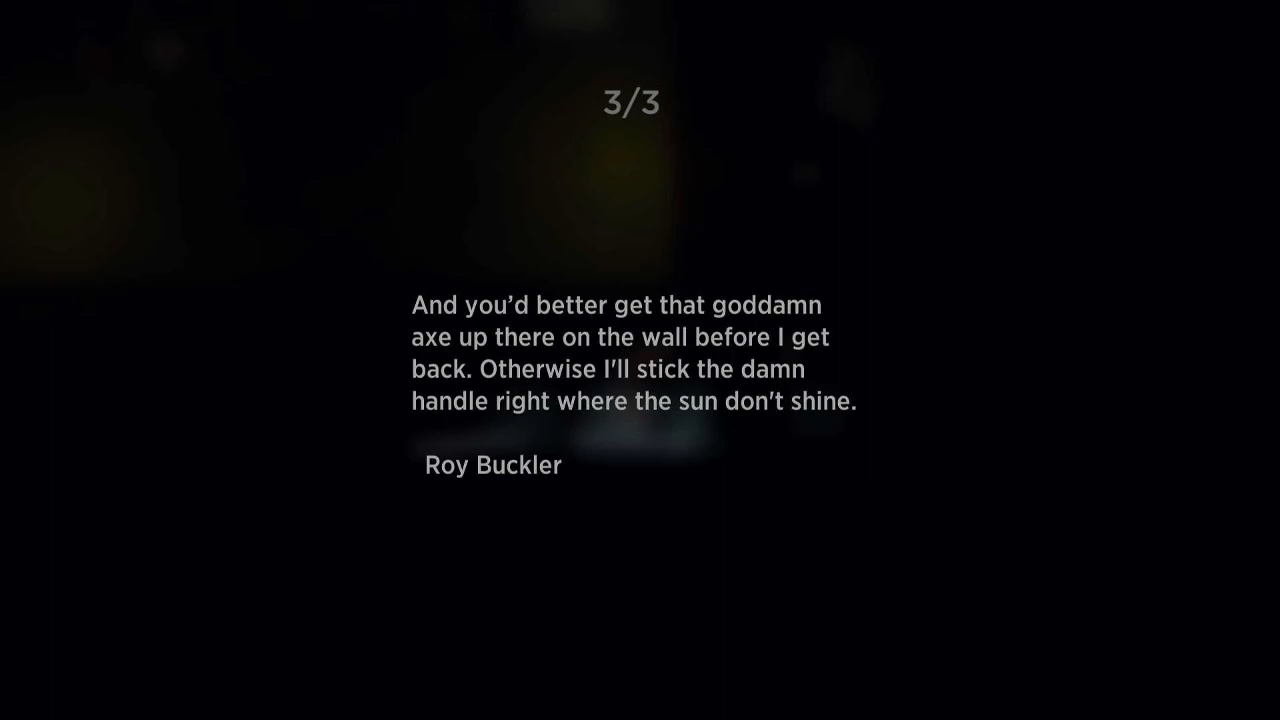 3/3
And you’d better get that goddamn
axe up there on the wall before I get
back. Otherwise I'll stick the damn
handle right where the sun don't shine.
Roy Buckler